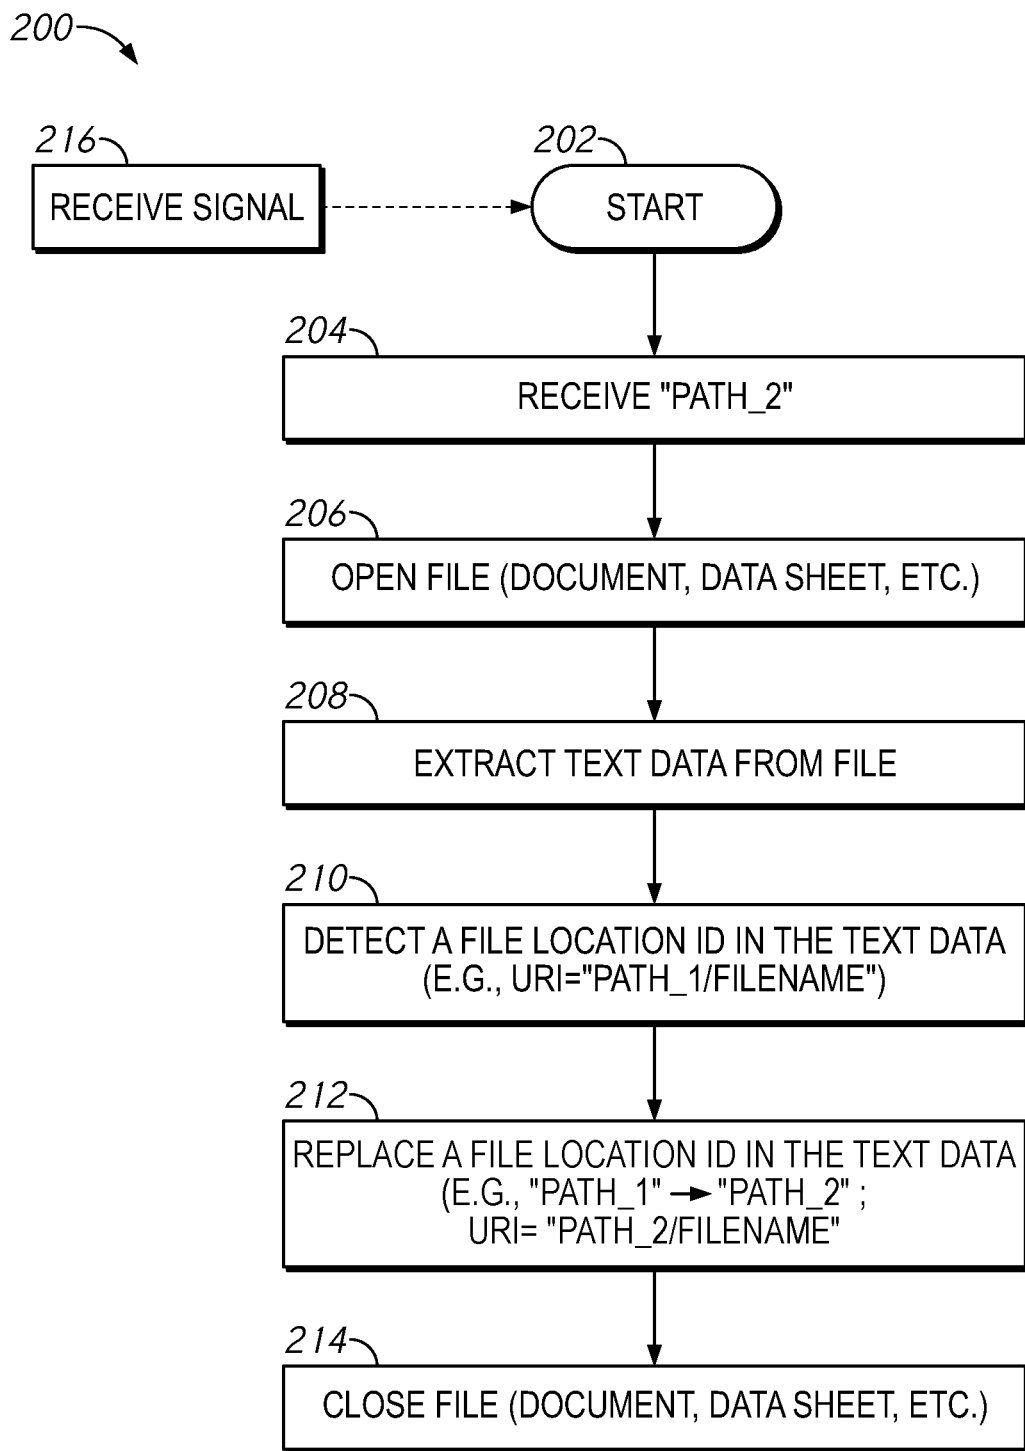 200
216
202
RECEIVE SIGNAL
START
204
RECEIVE "PATH_2"
206
OPEN FILE (DOCUMENT, DATA SHEET, ETC.)
208
EXTRACT TEXT DATA FROM FILE
210
DETECT A FILE LOCATION ID IN THE TEXT DATA
(E.G., URI="PATH_1/FILENAME")
212
REPLACE A FILE LOCATION ID IN THE TEXT DATA
(E.G., "PATH_1" → "PATH_2" ;
URI= "PATH_2/FILENAME"
214
CLOSE FILE (DOCUMENT, DATA SHEET, ETC.)